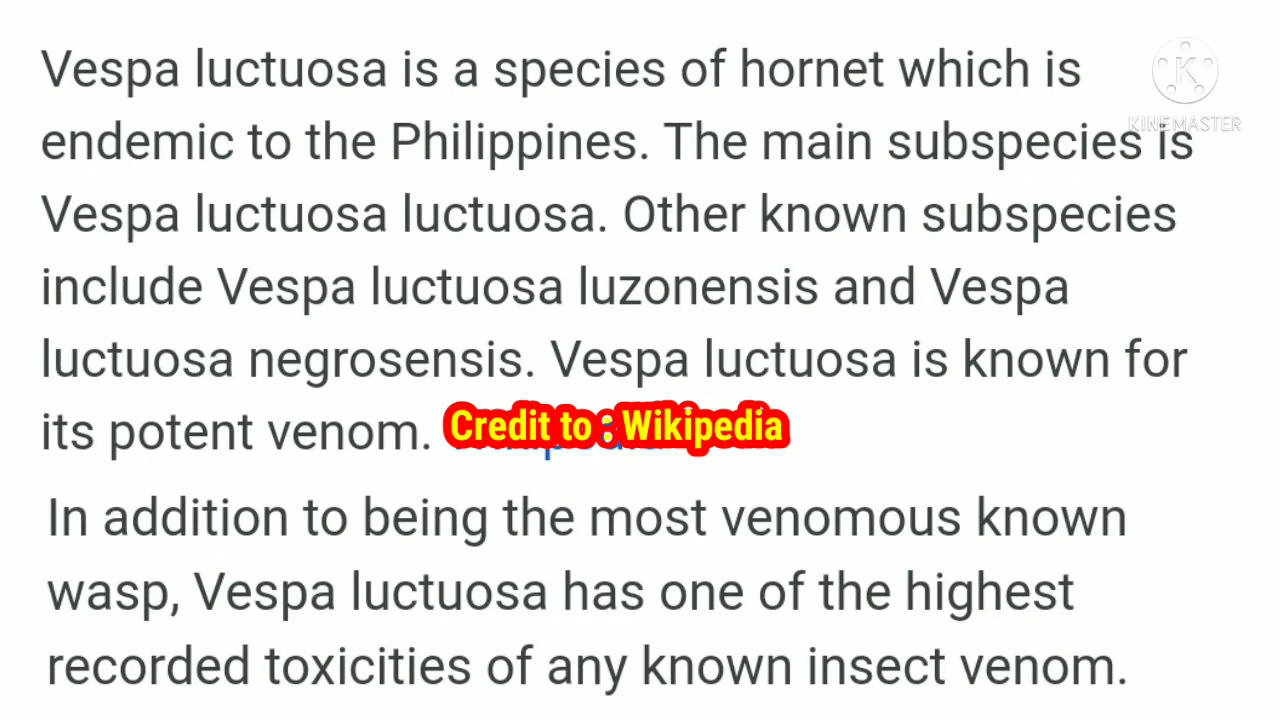 Vespa luctuosa is a species of hornet which is
endemic to the Philippines. The main subspecies is
Vespa luctuosa luctuosa. Other known subspecies
include Vespa luctuosa luzonensis and Vespa
luctuosa negrosensis. Vespa luctuosa is known for
its potent venom.
Credit to : Wikipedia
In addition to being the most venomous known
wasp, Vespa luctuosa has one of the highest
recorded toxicities of any known insect venom.
K
KINEMASTER